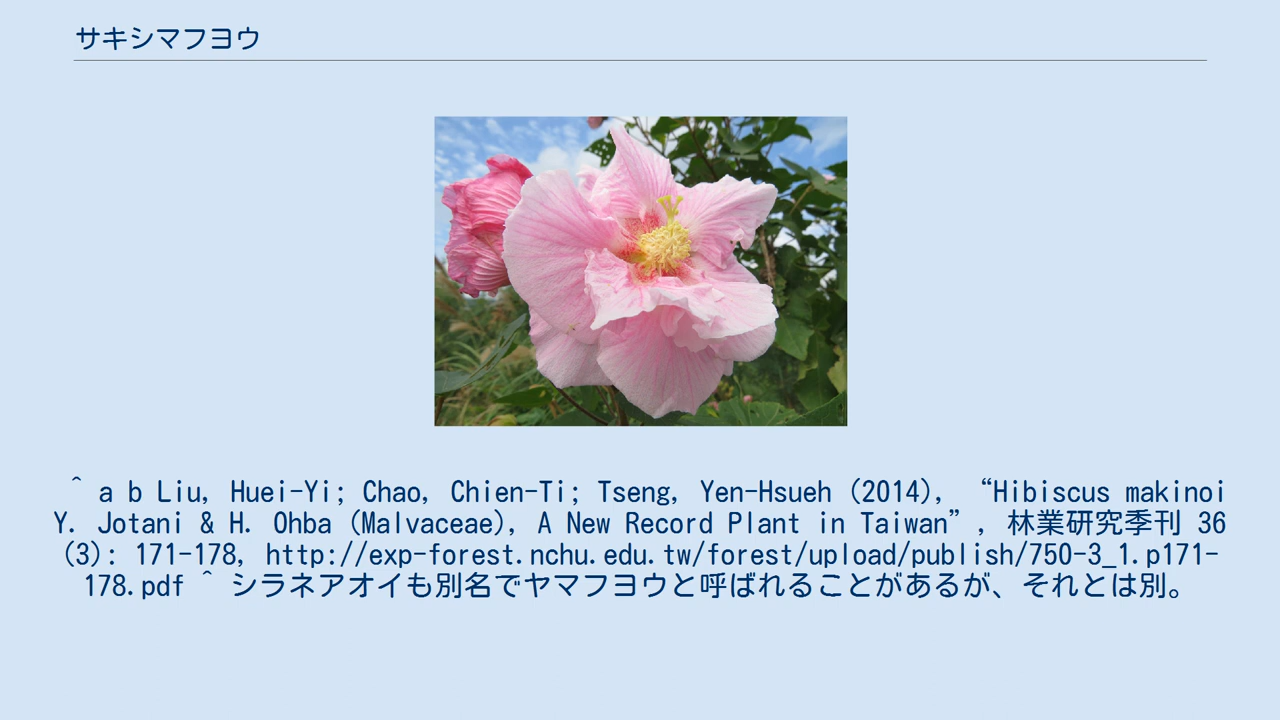 サキシマフヨウ
^ a b Liu, Huei-Yi; Chao, Chien-Ti; Tseng, Yen-Hsueh (2014), “Hibiscus makinoi
Y. Jotani & H. Ohba (Malvaceae), A New Record Plant in Taiwan”, 林業研究季刊 36
(3): 171-178, http://exp-forest.nchu.edu.tw/forest/upload/publish/750-3_1.p171-
178.pdf ^ シラネアオイも別名でヤマフヨウと呼ばれることがあるが、それとは別。